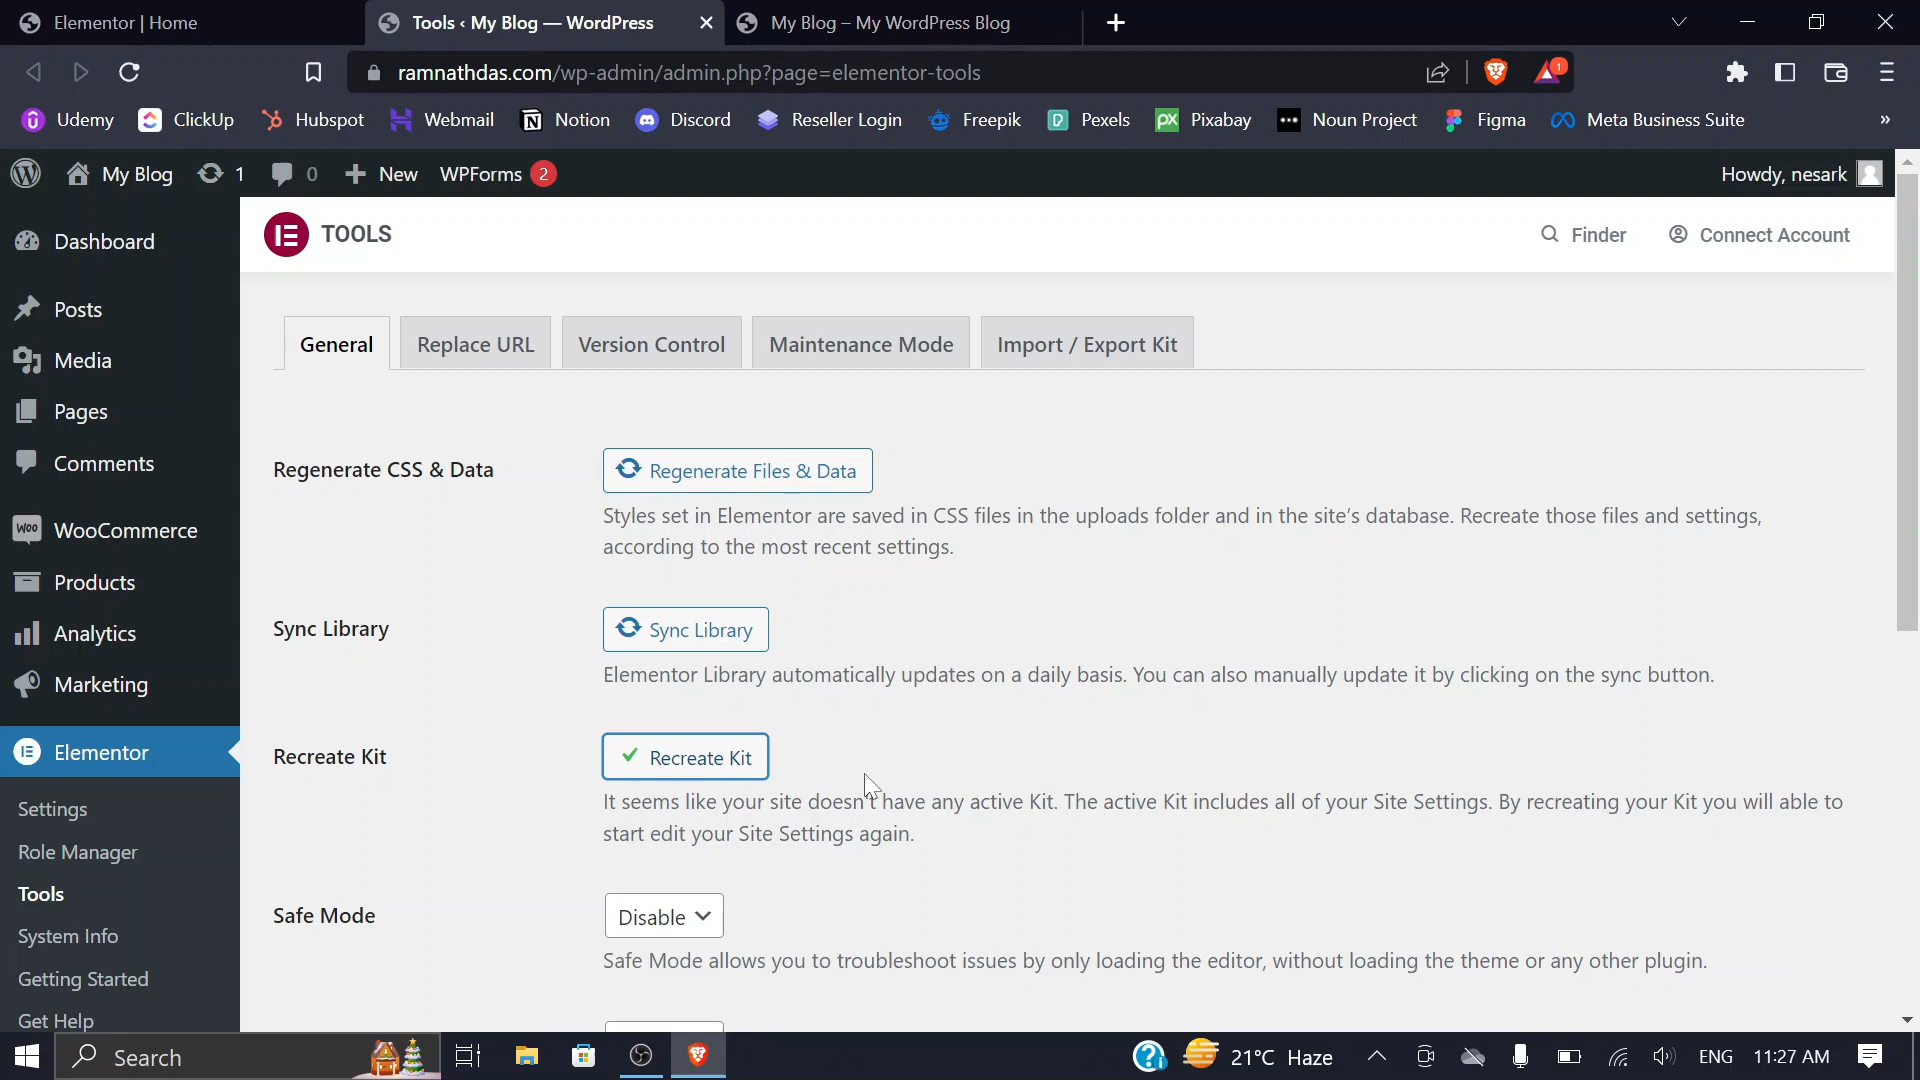 Elementor | Home
Tools ‹ My Blog — WordPress
My Blog – My WordPress Blog
ramnathdas.com/wp-admin/admin.php?page=elementor-tools
1
Udemy
ClickUp
Hubspot
Webmail
Notion
Discord
Reseller Login
Freepik
Pexels
Pixabay
Noun Project
Figma
Meta Business Suite
»
My Blog
1
0
New
WPForms 2
Howdy, nesark
Dashboard
Posts
Media
Pages
Comments
WooCommerce
Products
Analytics
Marketing
Elementor
Settings
Role Manager
Tools
System Info
Getting Started
Get Help
TOOLS
Finder
Connect Account
General
Replace URL
Version Control
Maintenance Mode
Import / Export Kit
Regenerate CSS & Data
Regenerate Files & Data
Styles set in Elementor are saved in CSS files in the uploads folder and in the site's database. Recreate those files and settings,
according to the most recent settings.
Sync Library
Sync Library
Elementor Library automatically updates on a daily basis. You can also manually update it by clicking on the sync button.
Recreate Kit
Recreate Kit
It seems like your site doesn't have any active Kit. The active Kit includes all of your Site Settings. By recreating your Kit you will able to
start edit your Site Settings again.
Safe Mode
Disable
Safe Mode allows you to troubleshoot issues by only loading the editor, without loading the theme or any other plugin.
Search
21°C Haze
ENG
11:27 AM